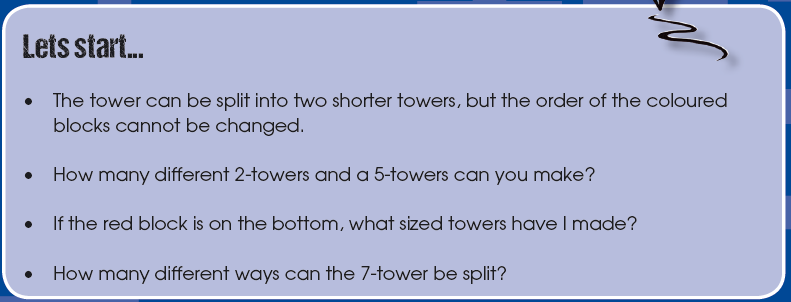 Lets start...
• The tower can be split into two shorter towers, but the order of the coloured
blocks cannot be changed.
• How many different 2-towers and a 5-towers can you make?
• If the red block is on the bottom, what sized towers have I made?
• How many different ways can the 7-tower be split?